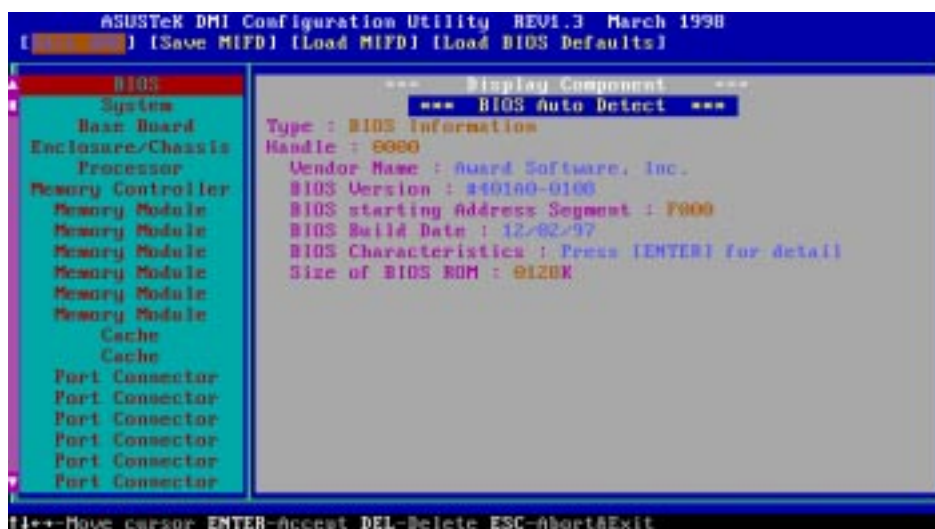 ASUSTeK DMI Configuration Utility REV1.3 March 1998
[ ] [Save MIFD] [Load MIFD] [Load BIOS Defaults]
BIOS
System
Base Board
Enclosure/Chassis
Processor
Memory Controller
Memory Module
Memory Module
Memory Module
Memory Module
Memory Module
Memory Module
Cache
Cache
Port Connector
Port Connector
Port Connector
Port Connector
Port Connector
Port Connector
*** Display Component ***
*** BIOS Auto Detect ***
Type : BIOS Information
Handle : 0000
Vendor Name : Award Software, Inc.
BIOS Version : #401A0-0108
BIOS starting Address Segment : F000
BIOS Build Date : 12/02/97
BIOS Characteristics : Press [ENTER] for detail
Size of BIOS ROM : 0128K
↑↓←→-Move cursor ENTER-Accept DEL-Delete ESC-Abort&Exit